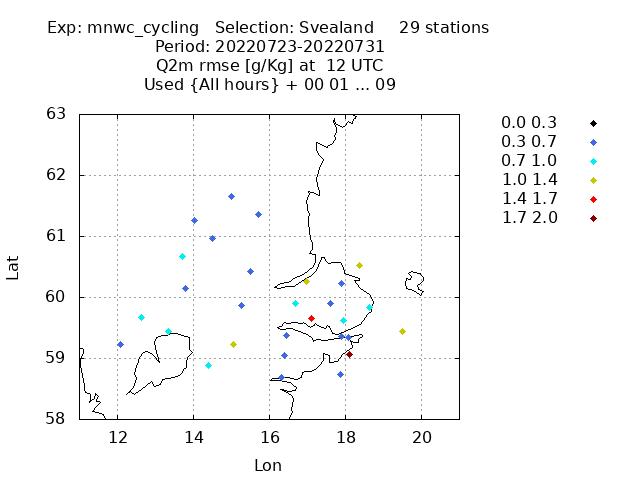 Exp: mnwc_cycling   Selection: Svealand     29 stations
Period: 20220723-20220731
Q2m rmse [g/Kg] at  12 UTC
Used {All hours} + 00 01 ... 09
63
62
61
60
59
58
Lat
12 14 16 18 20
Lon
0.0 0.3
0.3 0.7
0.7 1.0
1.0 1.4
1.4 1.7
1.7 2.0